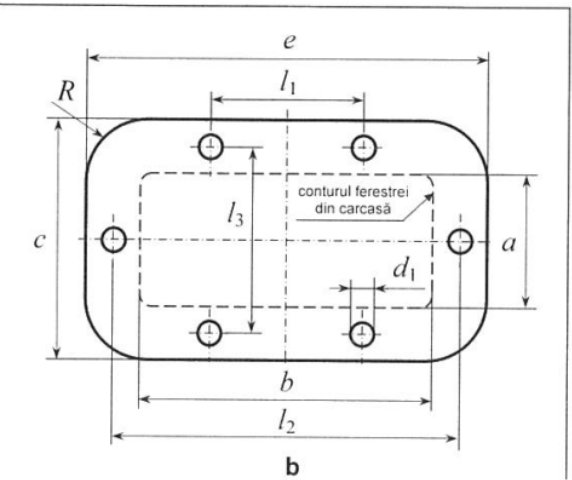 e
l₁
R
conturul ferestrei
din carcasă
l₃
c
a
d₁
b
l₂
b